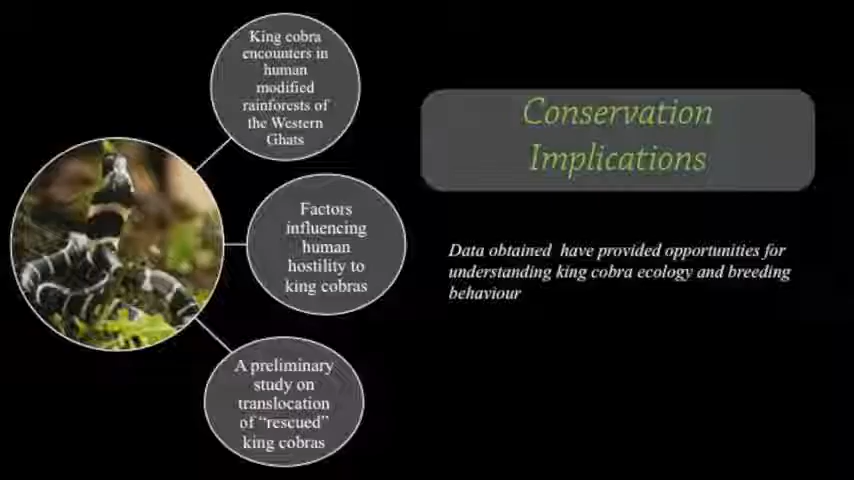 King cobra
encounters in
human
modified
rainforests of
the Western
Ghats
Factors
influencing
human
hostility to
king cobras
A preliminary
study on
translocation
of “rescued”
king cobras
Conservation
Implications
Data obtained have provided opportunities for
understanding king cobra ecology and breeding
behaviour